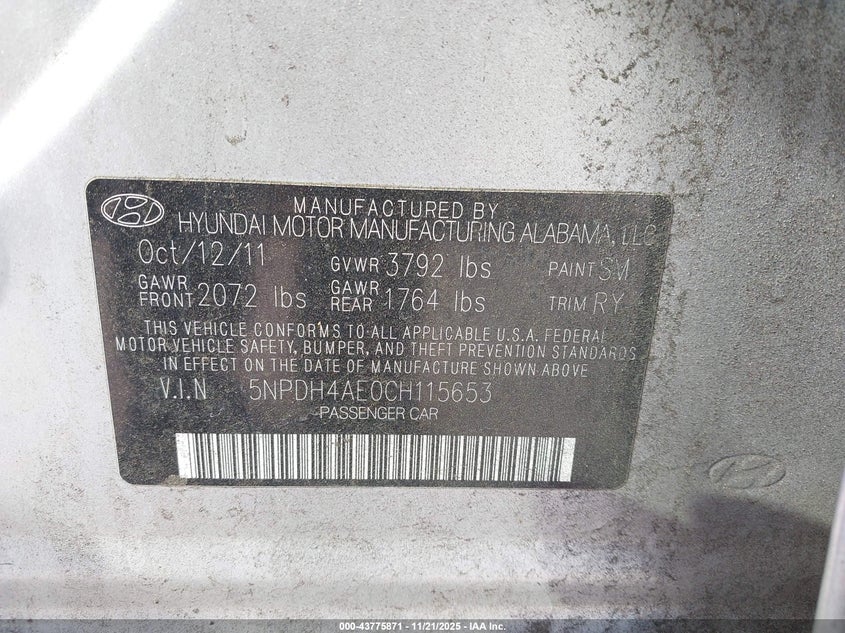 MANUFACTURED BY
HYUNDAI MOTOR MANUFACTURING ALABAMA, LLC
Oct/12/11 GVWR 3792 lbs PAINT SM
GAWR FRONT 2072 lbs GAWR REAR 1764 lbs TRIM RY
THIS VEHICLE CONFORMS TO ALL APPLICABLE U.S.A. FEDERAL
MOTOR VEHICLE SAFETY, BUMPER, AND THEFT PREVENTION STANDARDS
IN EFFECT ON THE DATE OF MANUFACTURE SHOWN ABOVE
V.I.N 5NPDH4AE0CH115653
PASSENGER CAR
000-43775871 - 11/21/2025 - IAA Inc.